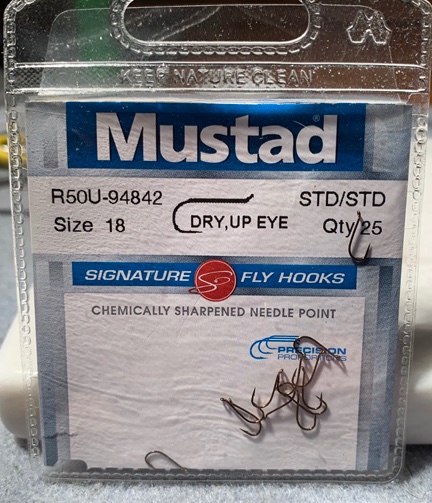 KEEP NATURE CLEAN
Mustad®
R50U-94842
STD/STD
Size 18
DRY,UP EYE
Qty 25
SIGNATURE
FLY HOOKS
CHEMICALLY SHARPENED NEEDLE POINT
PRECISION
PROPORTIONS